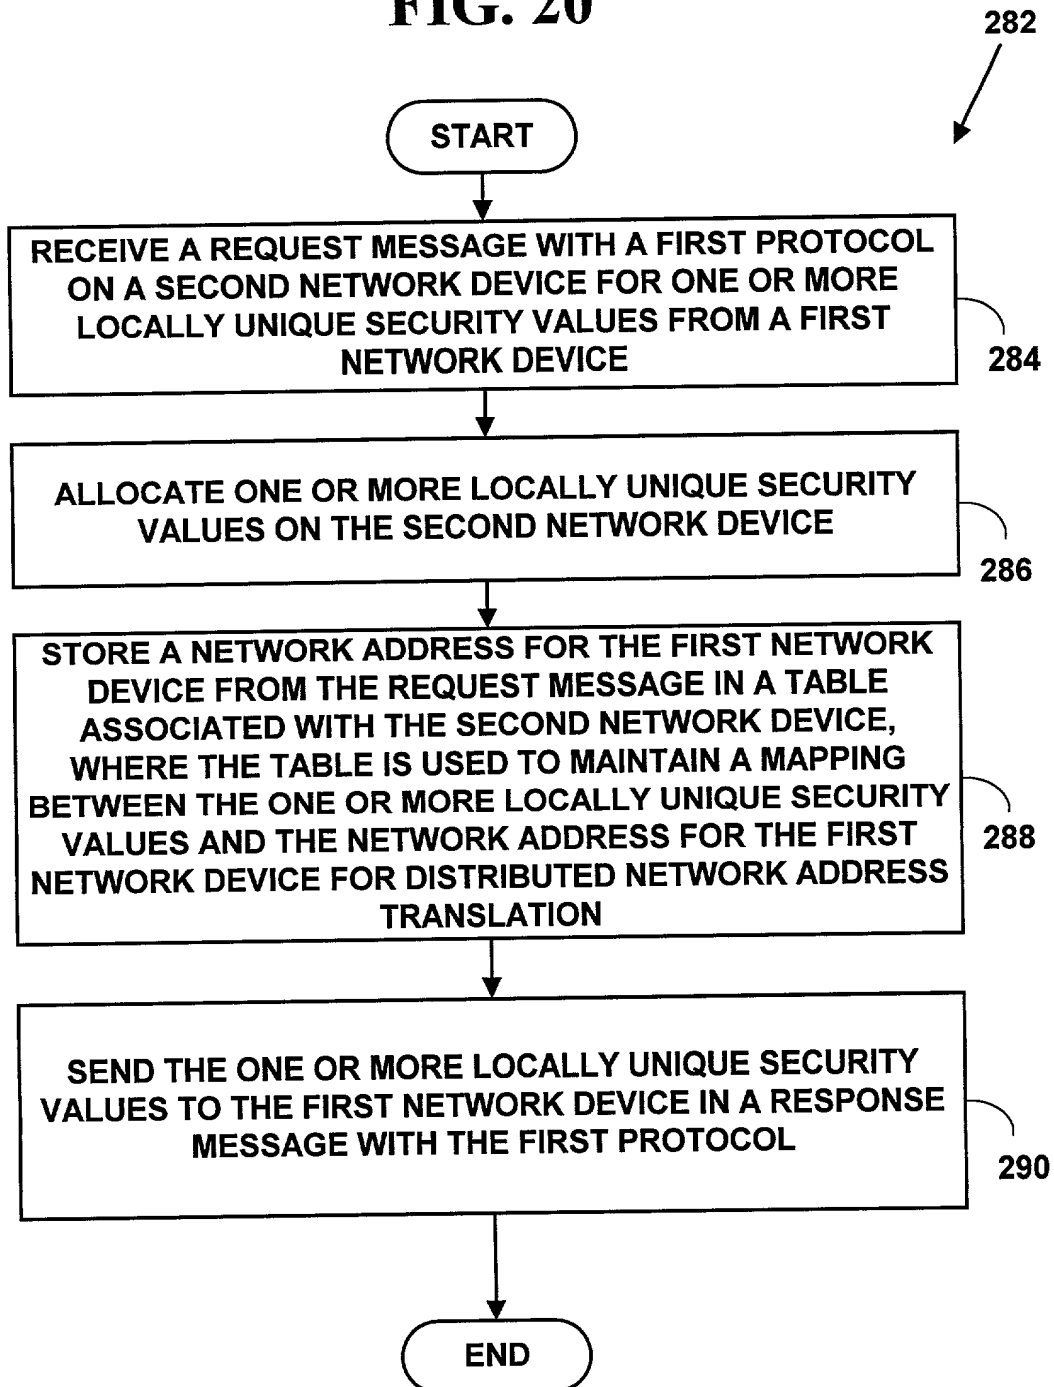 FIG. 20
282
START
RECEIVE A REQUEST MESSAGE WITH A FIRST PROTOCOL
ON A SECOND NETWORK DEVICE FOR ONE OR MORE
LOCALLY UNIQUE SECURITY VALUES FROM A FIRST
NETWORK DEVICE
284
ALLOCATE ONE OR MORE LOCALLY UNIQUE SECURITY
VALUES ON THE SECOND NETWORK DEVICE
286
STORE A NETWORK ADDRESS FOR THE FIRST NETWORK
DEVICE FROM THE REQUEST MESSAGE IN A TABLE
ASSOCIATED WITH THE SECOND NETWORK DEVICE,
WHERE THE TABLE IS USED TO MAINTAIN A MAPPING
BETWEEN THE ONE OR MORE LOCALLY UNIQUE SECURITY
VALUES AND THE NETWORK ADDRESS FOR THE FIRST
NETWORK DEVICE FOR DISTRIBUTED NETWORK ADDRESS
TRANSLATION
288
SEND THE ONE OR MORE LOCALLY UNIQUE SECURITY
VALUES TO THE FIRST NETWORK DEVICE IN A RESPONSE
MESSAGE WITH THE FIRST PROTOCOL
290
END